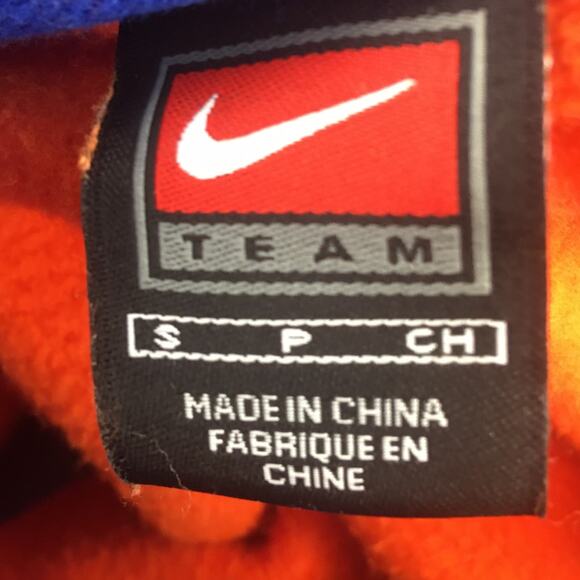 TEAM
S P CH
MADE IN CHINA
FABRIQUE EN
CHINE